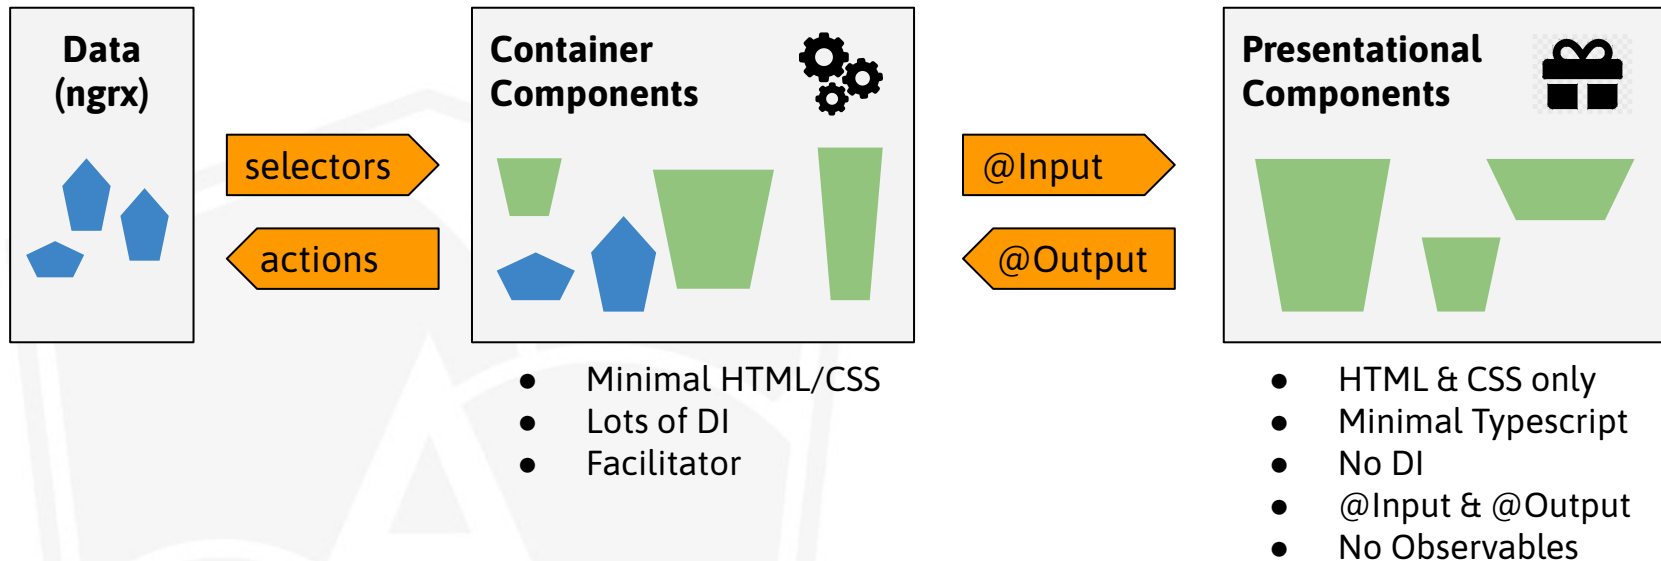 Data
(ngrx)
selectors
actions
Container
Components
● Minimal HTML/CSS
● Lots of DI
● Facilitator
@Input
@Output
Presentational
Components
● HTML & CSS only
● Minimal Typescript
● No DI
● @Input & @Output
● No Observables